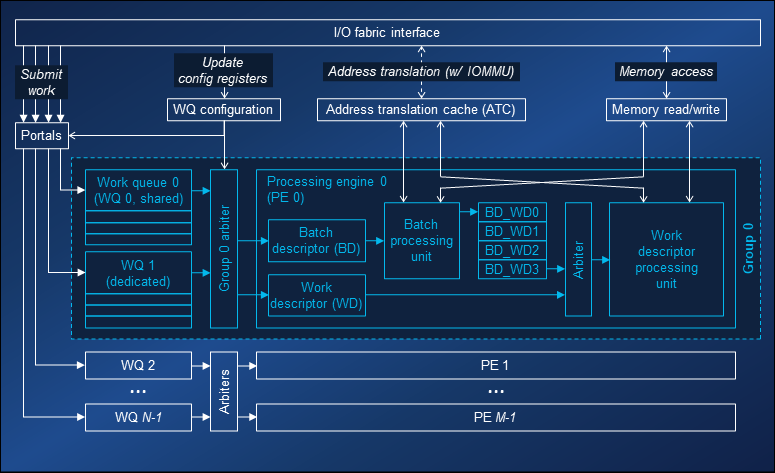 I/O fabric interface
Submit
work
Update
config registers
Address translation (w/ IOMMU)
Memory access
WQ configuration
Address translation cache (ATC)
Memory read/write
Portals
Work queue 0
(WQ 0, shared)
WQ 1
(dedicated)
Group 0 arbiter
Processing engine 0
(PE 0)
Batch
descriptor (BD)
Work
descriptor (WD)
Batch
processing
unit
BD_WD0
BD_WD1
BD_WD2
BD_WD3
Arbiter
Work
descriptor
processing
unit
Group 0
WQ 2
...
WQ N-1
Arbiters
PE 1
...
PE M-1